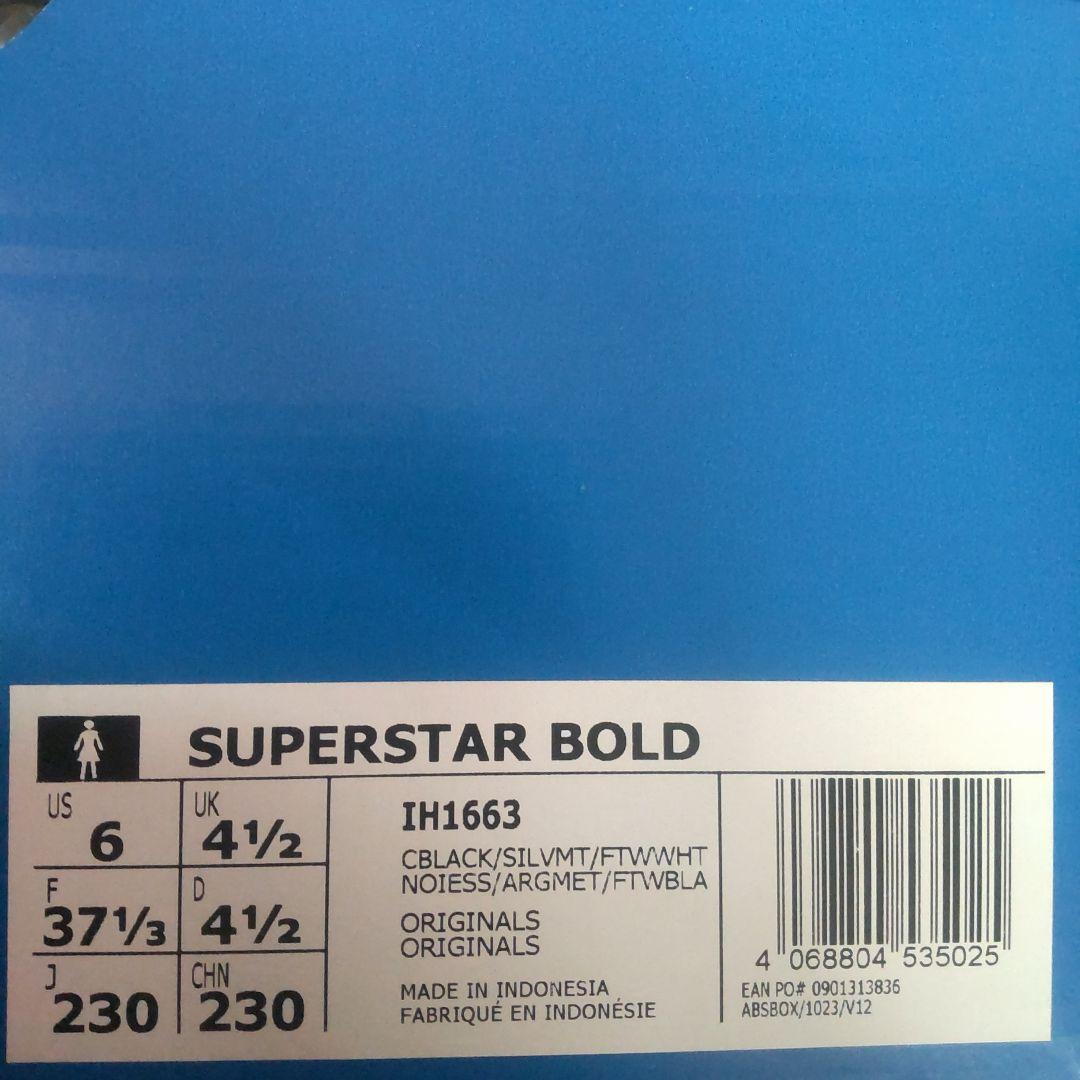 SUPERSTAR BOLD
US 6
UK 4½
F 37⅓
D 4½
J 230
CHN 230
IH1663
CBLACK/SILVMT/FTWWHT
NOIESS/ARGMET/FTWBLA
ORIGINALS
ORIGINALS
MADE IN INDONESIA
FABRIQUÉ EN INDONÉSIE
4 068804 535025
EAN PO# 0901313836
ABSBOX/1023/V12